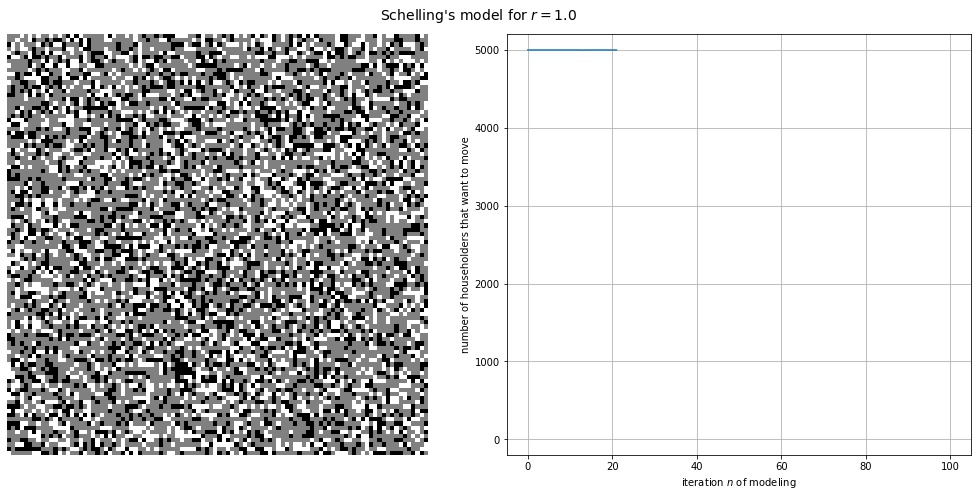 Schelling's model for r = 1.0
number of householders that want to move
5000
4000
3000
2000
1000
0
0 20 40 60 80 100
iteration n of modeling